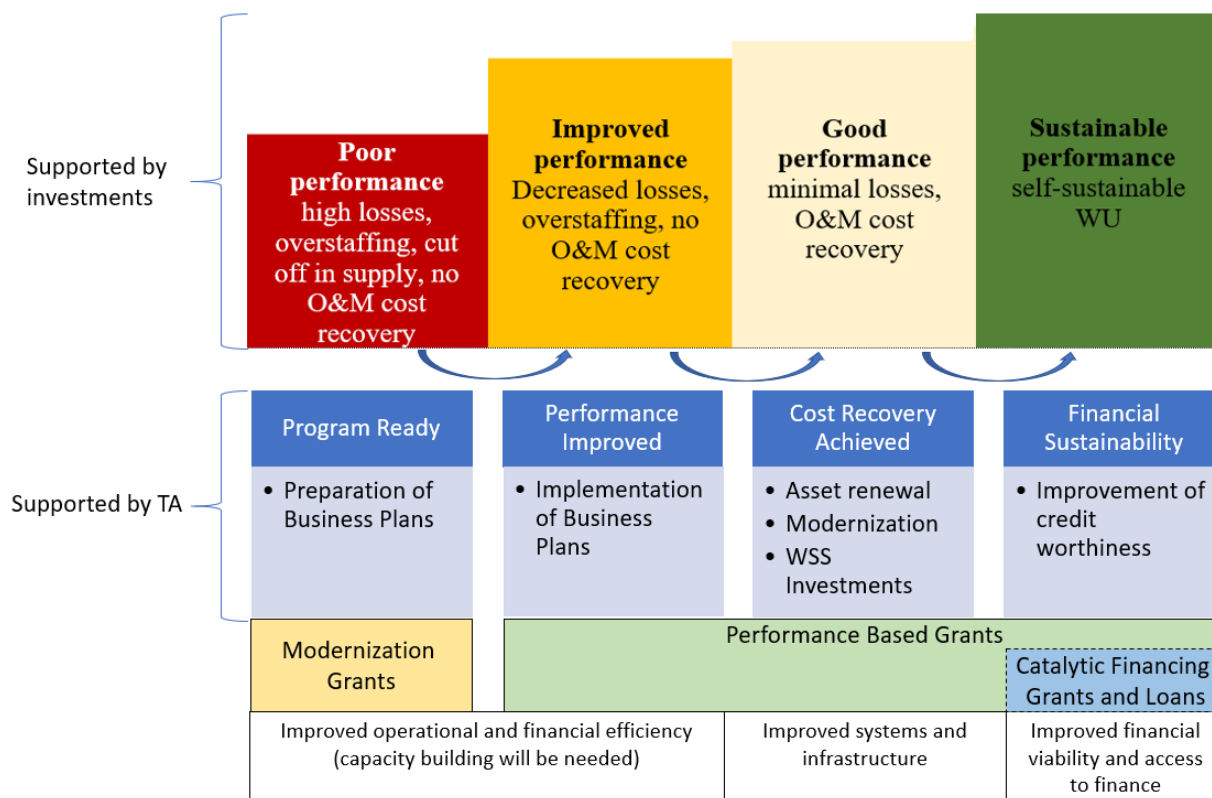 Supported by
investments
Poor
performance
high losses,
overstaffing, cut
off in supply, no
O&M cost
recovery
Improved
performance
Decreased losses,
overstaffing, no
O&M cost
recovery
Good
performance
minimal losses,
O&M cost
recovery
Sustainable
performance
self-sustainable
WU
Supported by TA
Program Ready
• Preparation of
Business Plans
Performance
Improved
• Implementation
of Business
Plans
Cost Recovery
Achieved
• Asset renewal
• Modernization
• WSS
Investments
Financial
Sustainability
• Improvement of
credit
worthiness
Modernization
Grants
Performance Based Grants
Catalytic Financing
Grants and Loans
Improved operational and financial efficiency
(capacity building will be needed)
Improved systems and
infrastructure
Improved financial
viability and access
to finance